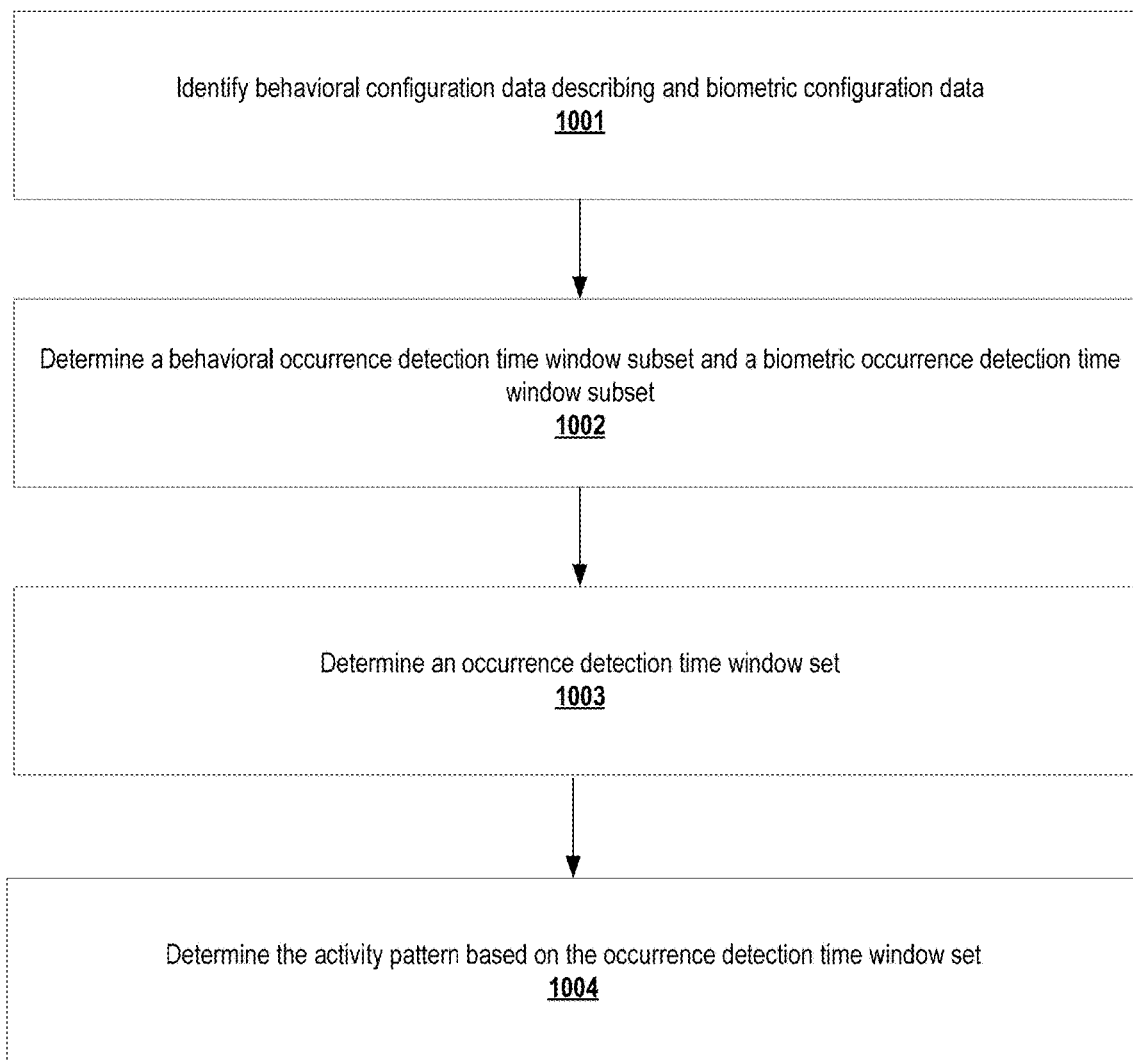 Identify behavioral configuration data describing and biometric configuration data
1001
Determine a behavioral occurrence detection time window subset and a biometric occurrence detection time
window subset
1002
Determine an occurrence detection time window set
1003
Determine the activity pattern based on the occurrence detection time window set
1004